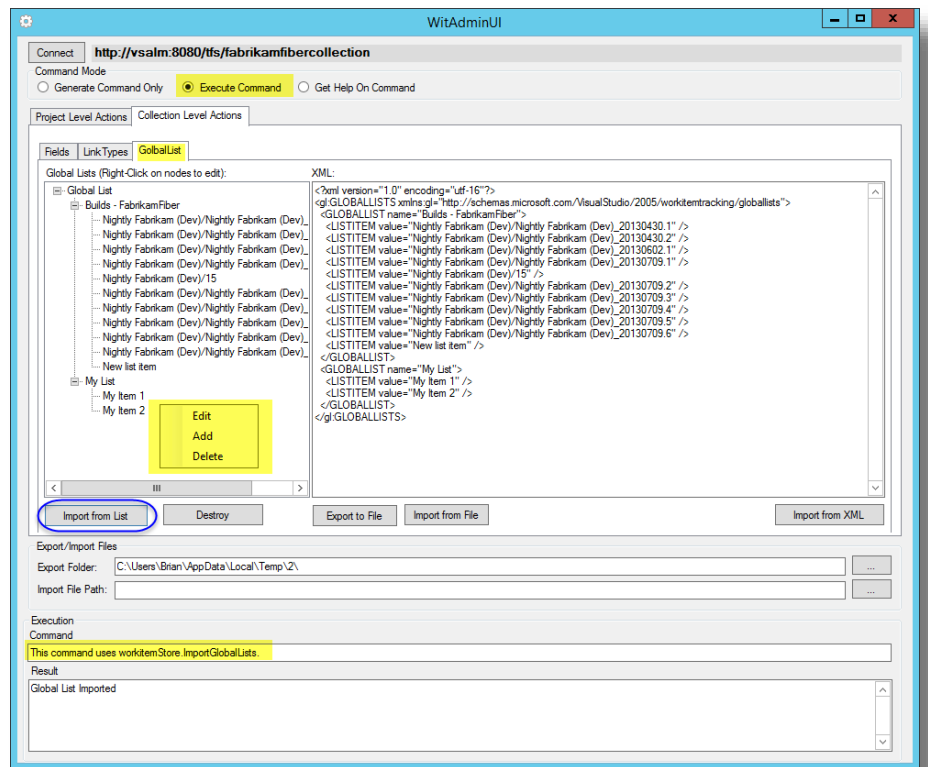 WitAdminUI
Connect http://vsalm:8080/tfs/fabrikamfibercollection
Command Mode
Generate Command Only Execute Command Get Help On Command
Project Level Actions Collection Level Actions
Fields LinkTypes GolbalList
Global Lists (Right-Click on nodes to edit):
Global List
Builds - FabrikamFiber
Nightly Fabrikam (Dev)/Nightly Fabrikam (Dev)_
Nightly Fabrikam (Dev)/Nightly Fabrikam (Dev)_
Nightly Fabrikam (Dev)/Nightly Fabrikam (Dev)_
Nightly Fabrikam (Dev)/Nightly Fabrikam (Dev)_
Nightly Fabrikam (Dev)/15
Nightly Fabrikam (Dev)/Nightly Fabrikam (Dev)_
Nightly Fabrikam (Dev)/Nightly Fabrikam (Dev)_
Nightly Fabrikam (Dev)/Nightly Fabrikam (Dev)_
Nightly Fabrikam (Dev)/Nightly Fabrikam (Dev)_
Nightly Fabrikam (Dev)/Nightly Fabrikam (Dev)_
New list item
My List
My Item 1
My Item 2
Edit
Add
Delete
XML:
<?xml version="1.0" encoding="utf-16"?>
<gl:GLOBALLISTS xmlns:gl="http://schemas.microsoft.com/VisualStudio/2005/workitemtracking/globallists">
<GLOBALLIST name="Builds - FabrikamFiber">
<LISTITEM value="Nightly Fabrikam (Dev)/Nightly Fabrikam (Dev)_20130430.1" />
<LISTITEM value="Nightly Fabrikam (Dev)/Nightly Fabrikam (Dev)_20130430.2" />
<LISTITEM value="Nightly Fabrikam (Dev)/Nightly Fabrikam (Dev)_20130602.1" />
<LISTITEM value="Nightly Fabrikam (Dev)/Nightly Fabrikam (Dev)_20130709.1" />
<LISTITEM value="Nightly Fabrikam (Dev)/15" />
<LISTITEM value="Nightly Fabrikam (Dev)/Nightly Fabrikam (Dev)_20130709.2" />
<LISTITEM value="Nightly Fabrikam (Dev)/Nightly Fabrikam (Dev)_20130709.3" />
<LISTITEM value="Nightly Fabrikam (Dev)/Nightly Fabrikam (Dev)_20130709.4" />
<LISTITEM value="Nightly Fabrikam (Dev)/Nightly Fabrikam (Dev)_20130709.5" />
<LISTITEM value="Nightly Fabrikam (Dev)/Nightly Fabrikam (Dev)_20130709.6" />
<LISTITEM value="New list item" />
</GLOBALLIST>
<GLOBALLIST name="My List">
<LISTITEM value="My Item 1" />
<LISTITEM value="My Item 2" />
</GLOBALLIST>
</gl:GLOBALLISTS>
Import from List Destroy Export to File Import from File Import from XML
Export/Import Files
Export Folder: C:\Users\Brian\AppData\Local\Temp\2\ ...
Import File Path: ...
Execution
Command
This command uses workitemStore.ImportGlobalLists.
Result
Global List Imported